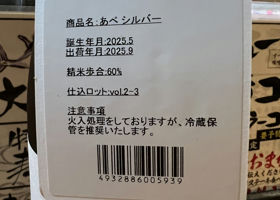 商品名:あべ シルバー
誕生年月:2025.5
出荷年月:2025.9
精米歩合:60%
仕込ロット:vol.2-3
注意事項
火入処理をしておりますが、冷蔵保
管を推奨いたします。
4932886005939